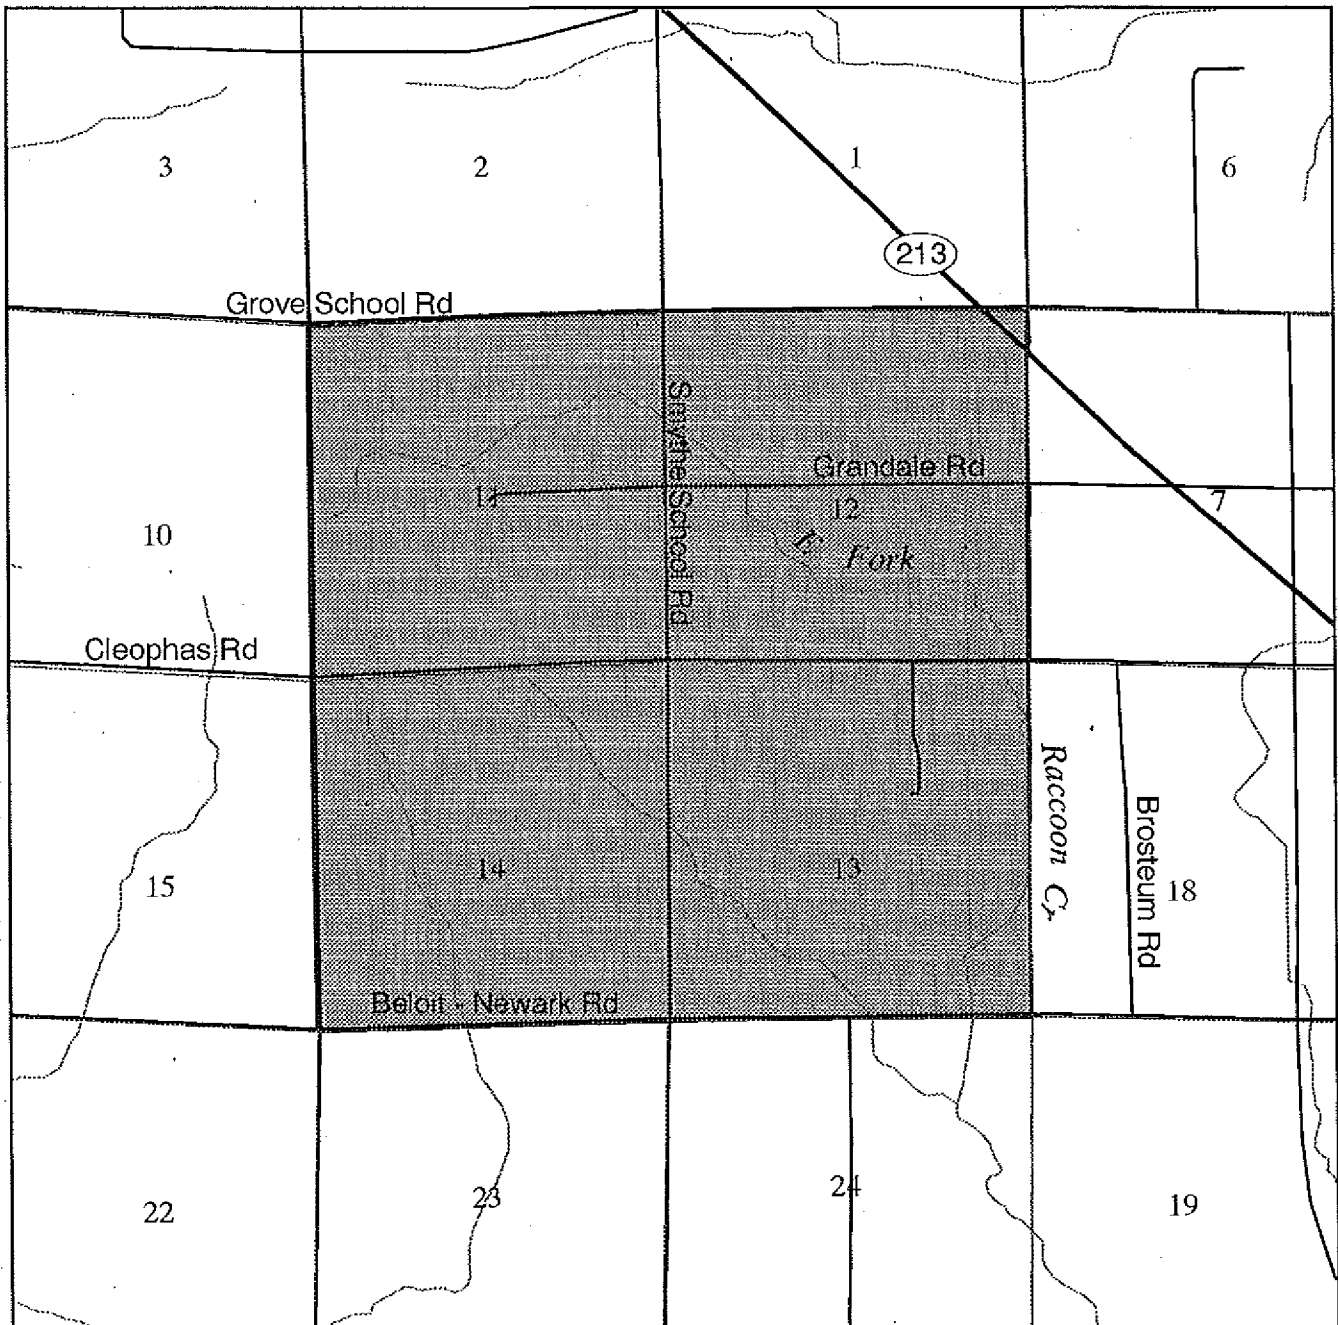 3
2
1
6
213
Grove School Rd
Smythe School Rd
Grandale Rd
11
12
7
10
E Fork
Cleophas Rd
Raccoon Cr
Brosteum Rd
14
13
15
18
Beloit - Newark Rd
22
23
24
19